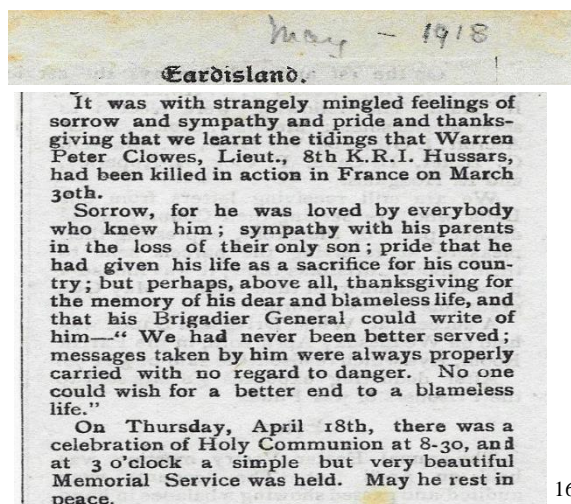 May - 1918
Eardisland.
It was with strangely mingled feelings of
sorrow and sympathy and pride and thanks-
giving that we learnt the tidings that Warren
Peter Clowes, Lieut., 8th K.R.I. Hussars,
had been killed in action in France on March
30th.
Sorrow, for he was loved by everybody
who knew him; sympathy with his parents
in the loss of their only son; pride that he
had given his life as a sacrifice for his coun-
try; but perhaps, above all, thanksgiving for
the memory of his dear and blameless life, and
that his Brigadier General could write of
him—“ We had never been better served;
messages taken by him were always properly
carried with no regard to danger. No one
could wish for a better end to a blameless
life.”
On Thursday, April 18th, there was a
celebration of Holy Communion at 8-30, and
at 3 o'clock a simple but very beautiful
Memorial Service was held. May he rest in
peace.
16